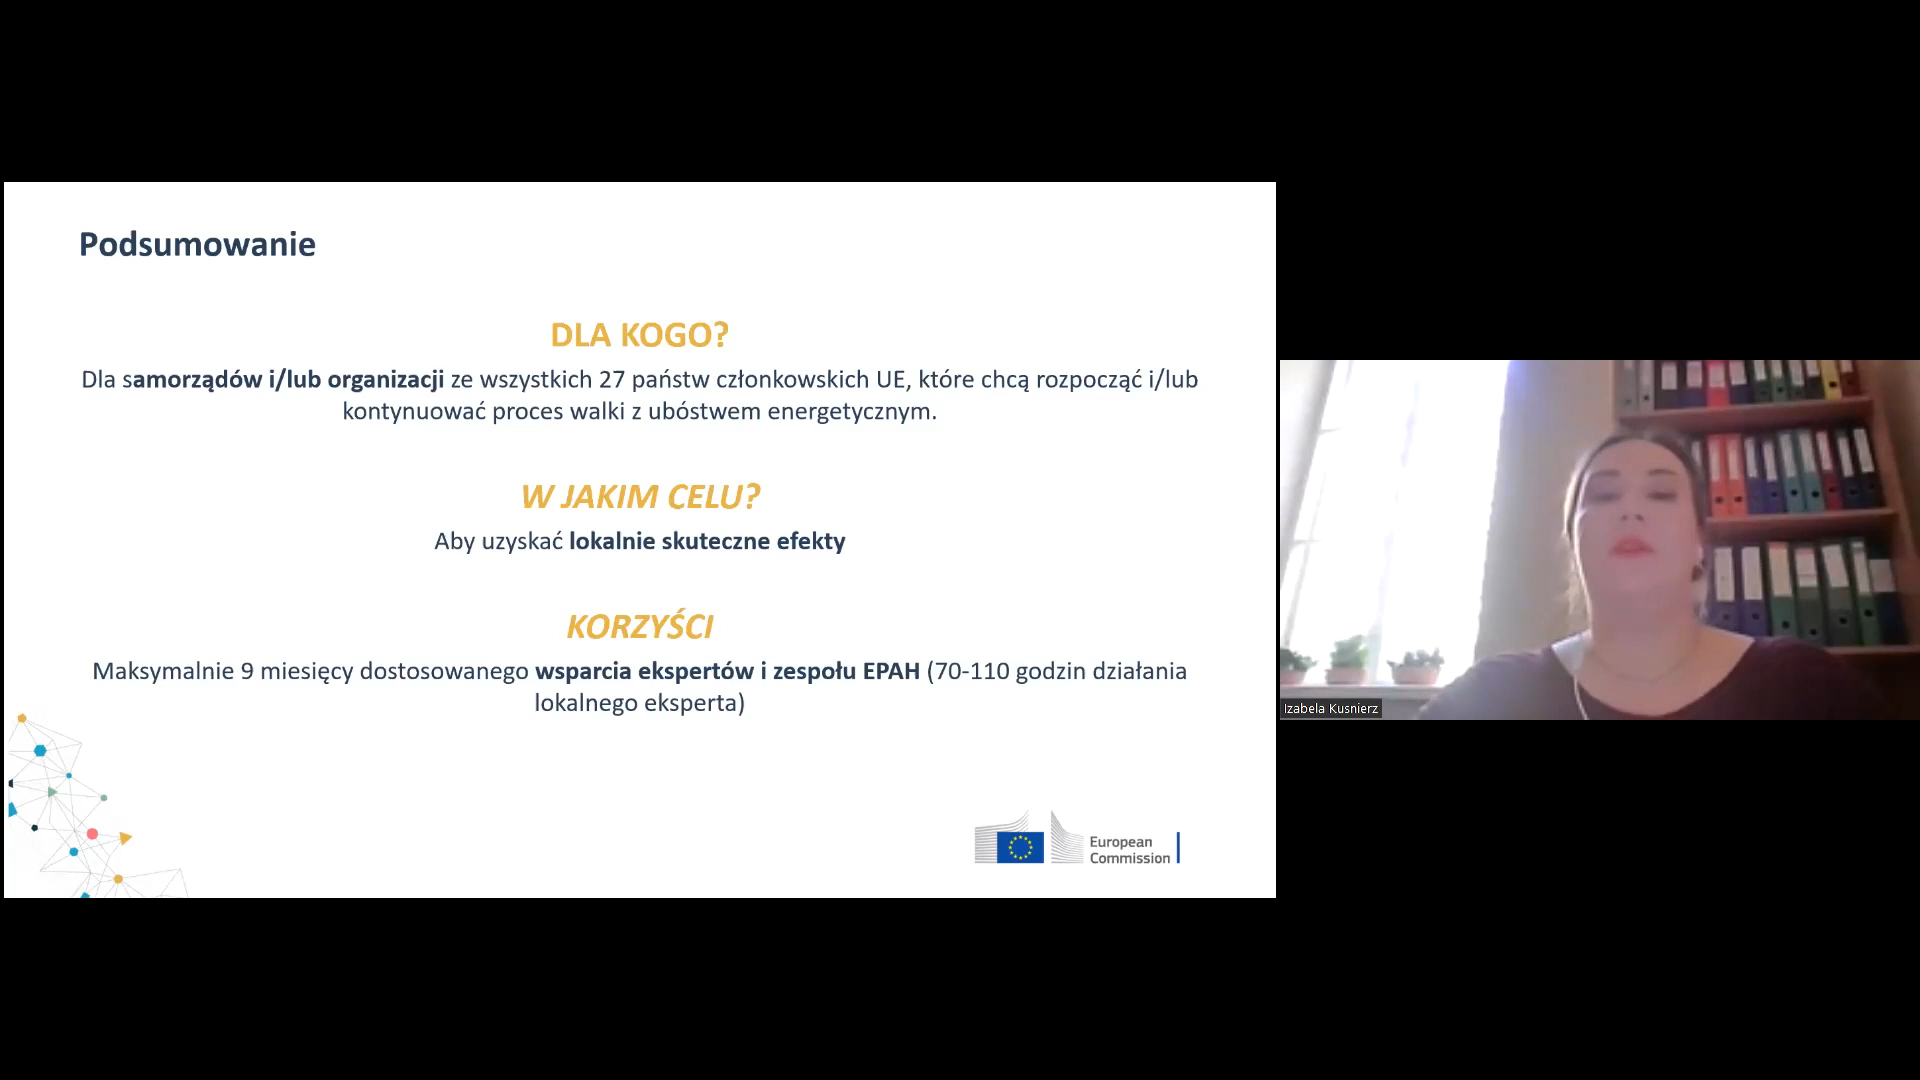 Podsumowanie
DLA KOGO?
Dla samorządów i/lub organizacji ze wszystkich 27 państw członkowskich UE, które chcą rozpocząć i/lub
kontynuować proces walki z ubóstwem energetycznym.
W JAKIM CELU?
Aby uzyskać lokalnie skuteczne efekty
KORZYŚCI
Maksymalnie 9 miesięcy dostosowanego wsparcia ekspertów i zespołu EPAH (70-110 godzin działania
lokalnego eksperta)
European
Commission
Izabela Kusnierz